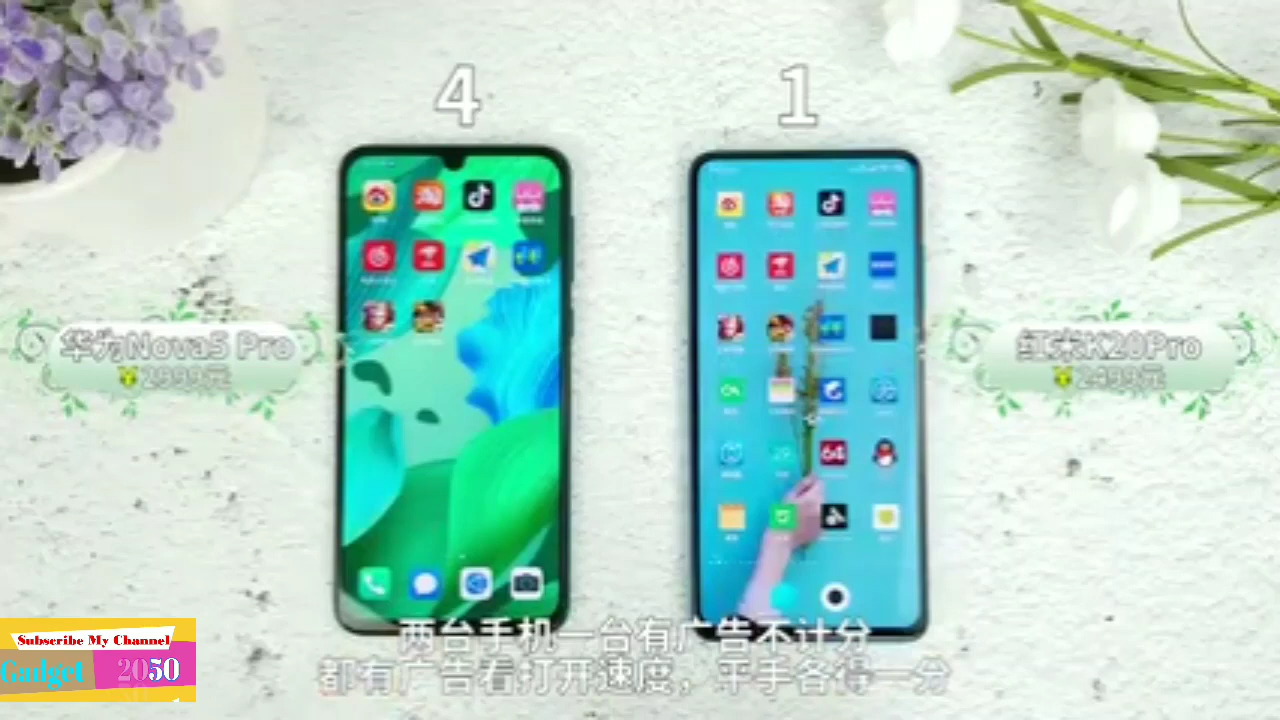 4
1
华为Nova5 Pro
2999元
红米K20Pro
2499元
两台手机一台有广告不计分
都有广告看打开速度，平手各得一分
Subscribe My Channel
Gadget 2050